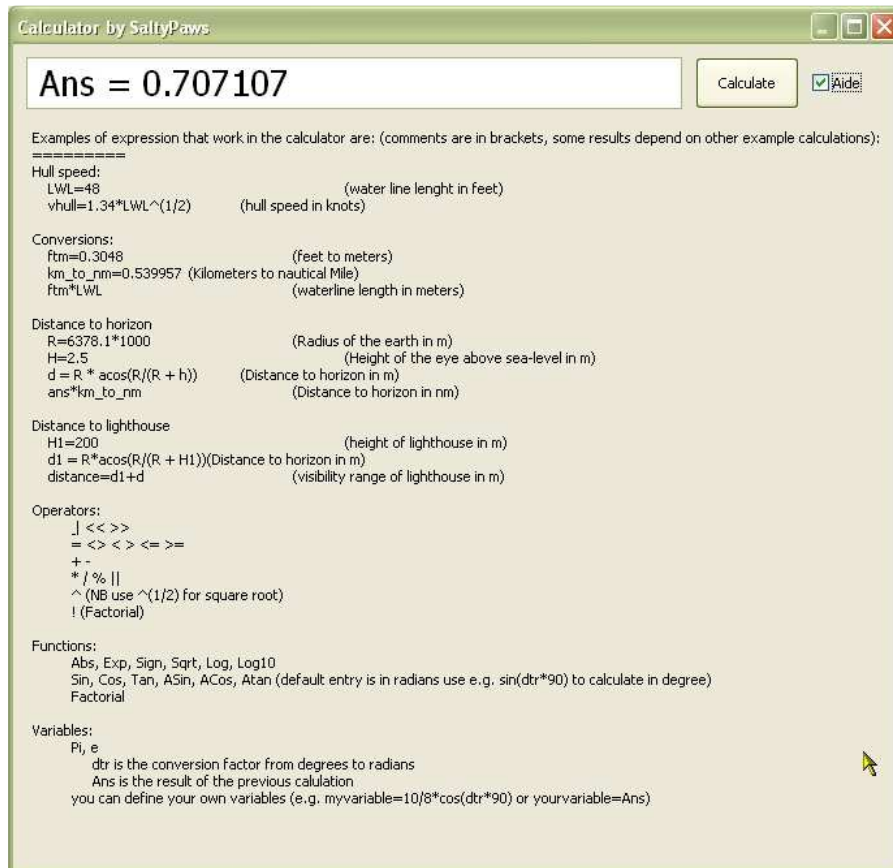 Calculator by SaltyPaws
Ans = 0.707107
Calculate
Aide
Examples of expression that work in the calculator are: (comments are in brackets, some results depend on other example calculations):
=========
Hull speed:
LWL=48 (water line lenght in feet)
vhull=1.34*LWL^(1/2) (hull speed in knots)
Conversions:
ftm=0.3048 (feet to meters)
km_to_nm=0.539957 (Kilometers to nautical Mile)
ftm*LWL (waterline length in meters)
Distance to horizon
R=6378.1*1000 (Radius of the earth in m)
H=2.5 (Height of the eye above sea-level in m)
d = R * acos(R/(R + h)) (Distance to horizon in m)
ans*km_to_nm (Distance to horizon in nm)
Distance to lighthouse
H1=200 (height of lighthouse in m)
d1 = R*acos(R/(R + H1))(Distance to horizon in m)
distance=d1+d (visibility range of lighthouse in m)
Operators:
_| << >>
= <> < > <= >=
+ -
* / % ||
^ (NB use ^(1/2) for square root)
! (Factorial)
Functions:
Abs, Exp, Sign, Sqrt, Log, Log10
Sin, Cos, Tan, ASin, ACos, Atan (default entry is in radians use e.g. sin(dtr*90) to calculate in degree)
Factorial
Variables:
Pi, e
dtr is the conversion factor from degrees to radians
Ans is the result of the previous calulation
you can define your own variables (e.g. myvariable=10/8*cos(dtr*90) or yourvariable=Ans)